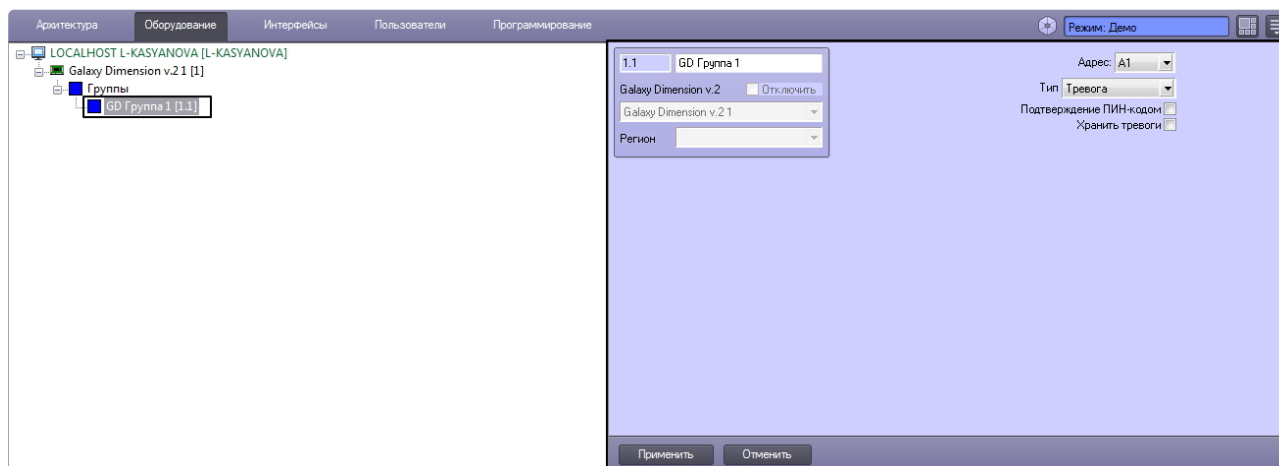 Архитектура Оборудование Интерфейсы Пользователи Программирование Режим: Демо
LOCALHOST L-KASYANOVA [L-KASYANOVA]
Galaxy Dimension v.2 1 [1]
Группы
GD Группа 1 [1.1]
1.1 GD Группа 1
Galaxy Dimension v.2 Отключить
Galaxy Dimension v.2 1
Регион
Адрес: A1
Тип Тревога
Подтверждение ПИН-кодом
Хранить тревоги
Применить Отменить